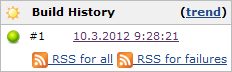 Build History (trend)
#1 10.3.2012 9:28:21
RSS for all RSS for failures